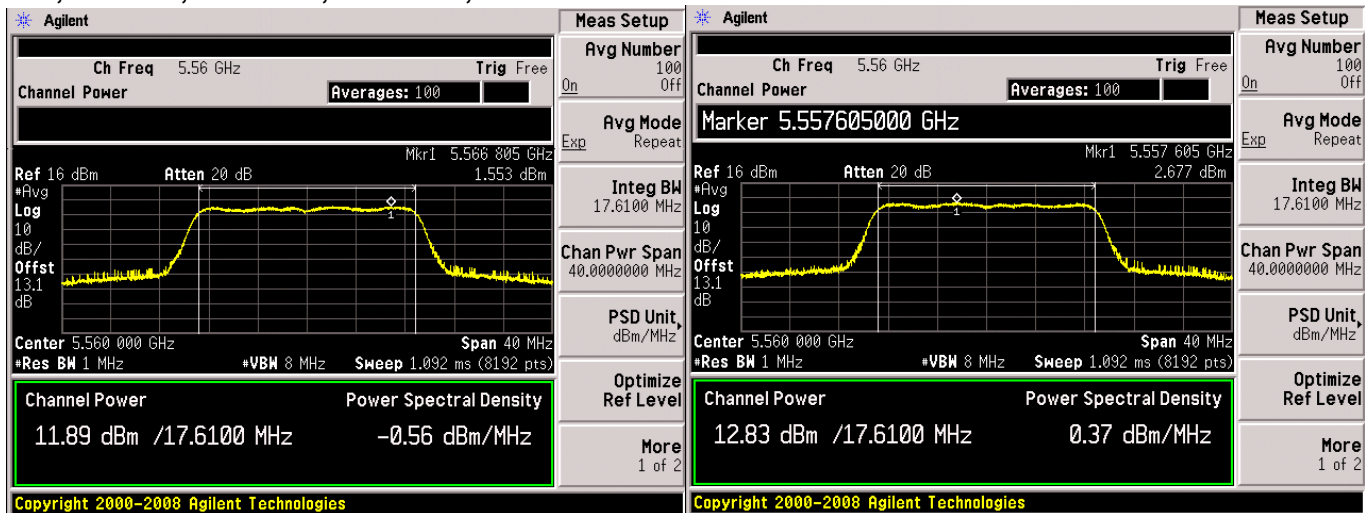 Agilent
Meas Setup
Ch Freq 5.56 GHz
Trig Free
Channel Power
Averages: 100
Mkr1 5.566 805 GHz
Ref 16 dBm
Atten 20 dB
1.553 dBm
#Avg
Log
10
dB/
Offst
13.1
dB
1
Center 5.560 000 GHz
Span 40 MHz
#Res BW 1 MHz
#VBW 8 MHz
Sweep 1.092 ms (8192 pts)
Channel Power
Power Spectral Density
11.89 dBm /17.6100 MHz
-0.56 dBm/MHz
Copyright 2000-2008 Agilent Technologies
Avg Number
100
On Off
Avg Mode
Exp Repeat
Integ BW
17.6100 MHz
Chan Pwr Span
40.0000000 MHz
PSD Unit
dBm/MHz
Optimize
Ref Level
More
1 of 2
Agilent
Meas Setup
Ch Freq 5.56 GHz
Trig Free
Channel Power
Averages: 100
Marker 5.557605000 GHz
Mkr1 5.557 605 GHz
Ref 16 dBm
Atten 20 dB
2.677 dBm
#Avg
Log
10
dB/
Offst
13.1
dB
1
Center 5.560 000 GHz
Span 40 MHz
#Res BW 1 MHz
#VBW 8 MHz
Sweep 1.092 ms (8192 pts)
Channel Power
Power Spectral Density
12.83 dBm /17.6100 MHz
0.37 dBm/MHz
Copyright 2000-2008 Agilent Technologies
Avg Number
100
On Off
Avg Mode
Exp Repeat
Integ BW
17.6100 MHz
Chan Pwr Span
40.0000000 MHz
PSD Unit
dBm/MHz
Optimize
Ref Level
More
1 of 2